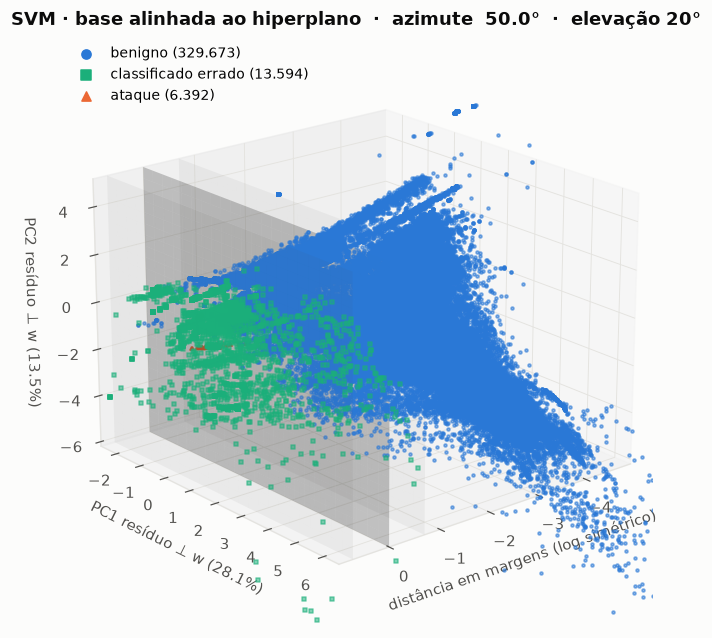 SVM · base alinhada ao hiperplano · azimute 50.0° · elevação 20°
benigno (329.673)
classificado errado (13.594)
ataque (6.392)
4
2
0
−2
−4
−6
PC2 resíduo ⊥ w (13.5%)
−2
−1
0
1
2
3
4
5
6
PC1 resíduo ⊥ w (28.1%)
0
−1
−2
−3
−4
distância em margens (log simétrico)